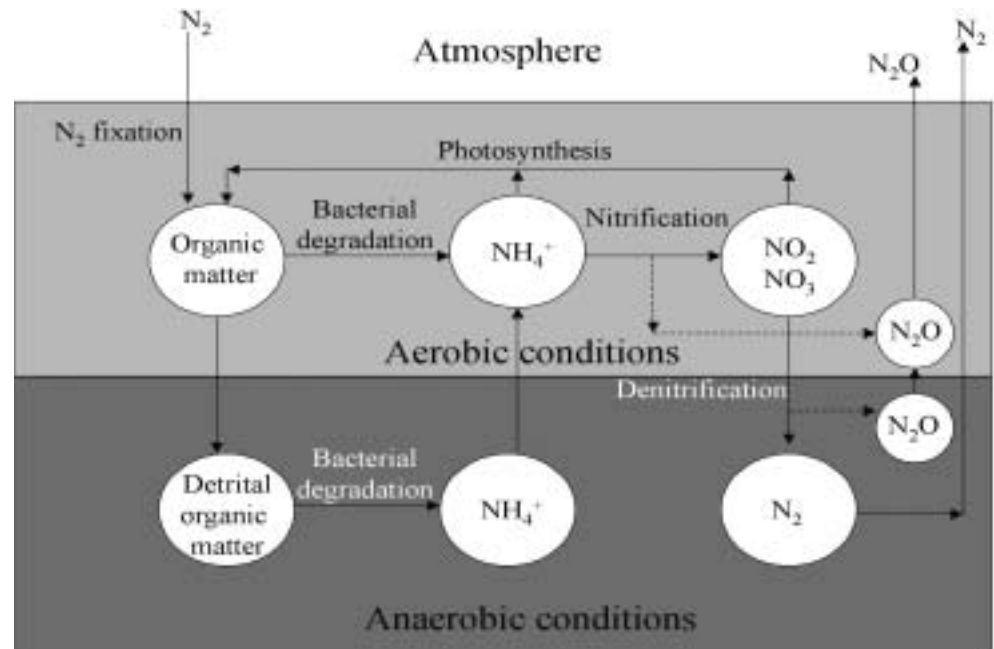 N₂
N₂
Atmosphere
N₂O
N₂ fixation
Photosynthesis
Bacterial
degradation
Nitrification
Organic
matter
NH₄⁺
NO₂
NO₃
N₂O
Aerobic conditions
Denitrification
N₂O
Bacterial
degradation
Detrital
organic
matter
NH₄⁺
N₂
Anaerobic conditions